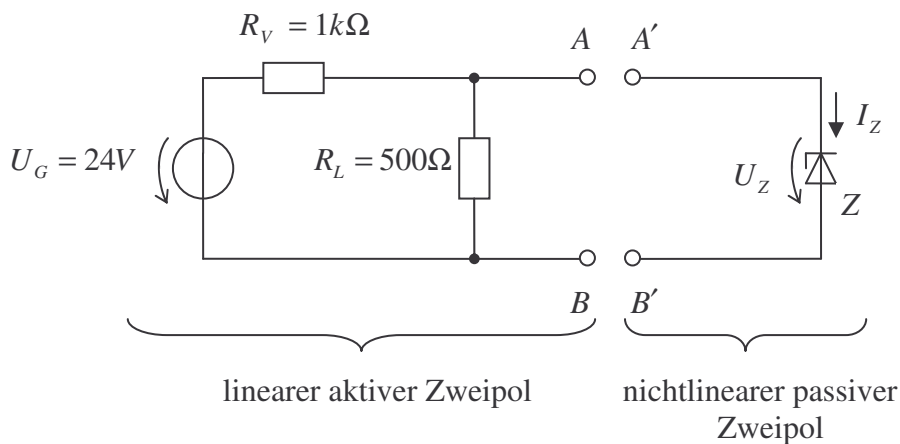 R_V = 1kΩ
A A′
U_G = 24V
R_L = 500Ω
I_Z
U_Z
Z
B B′
linearer aktiver Zweipol
nichtlinearer passiver
Zweipol